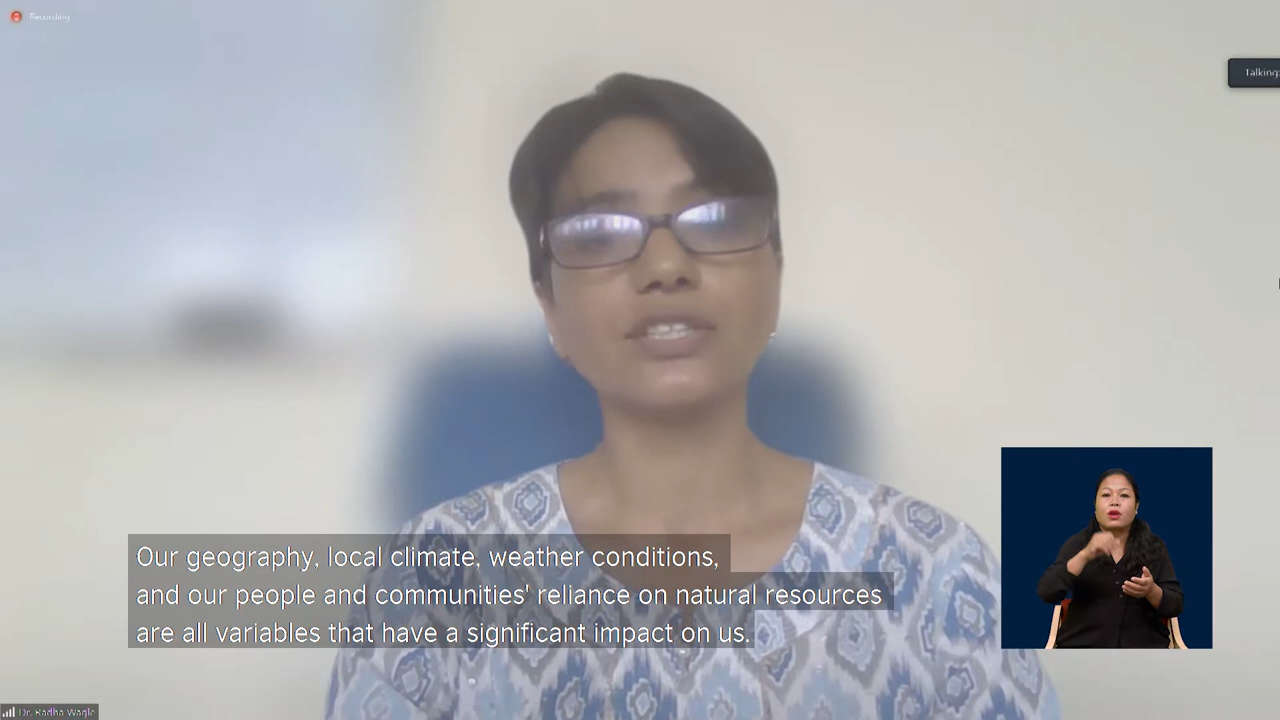 Recording
Talking:
Our geography, local climate, weather conditions,
and our people and communities' reliance on natural resources
are all variables that have a significant impact on us.
Dr. Radha Wagle